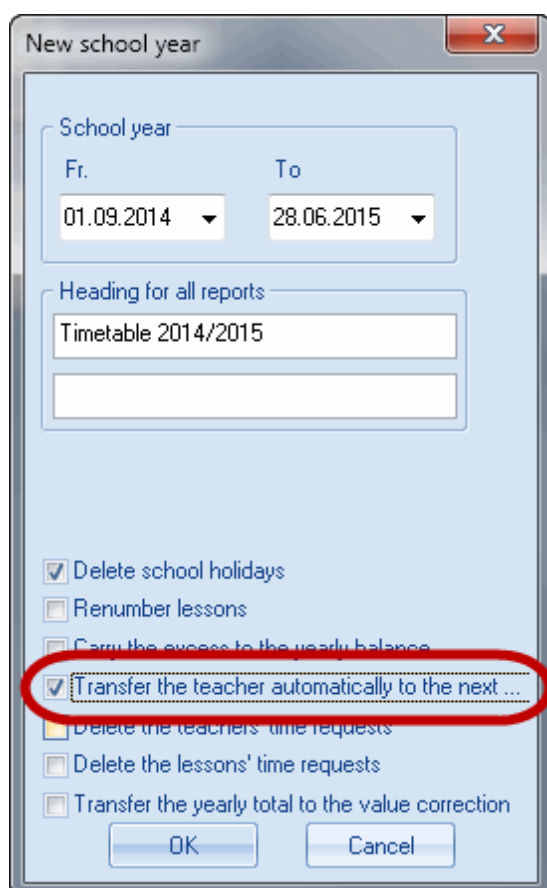 New school year
School year
Fr. To
01.09.2014 28.06.2015
Heading for all reports
Timetable 2014/2015
Delete school holidays
Renumber lessons
Carry the excess to the yearly balance
Transfer the teacher automatically to the next ...
Delete the teachers' time requests
Delete the lessons' time requests
Transfer the yearly total to the value correction
OK Cancel